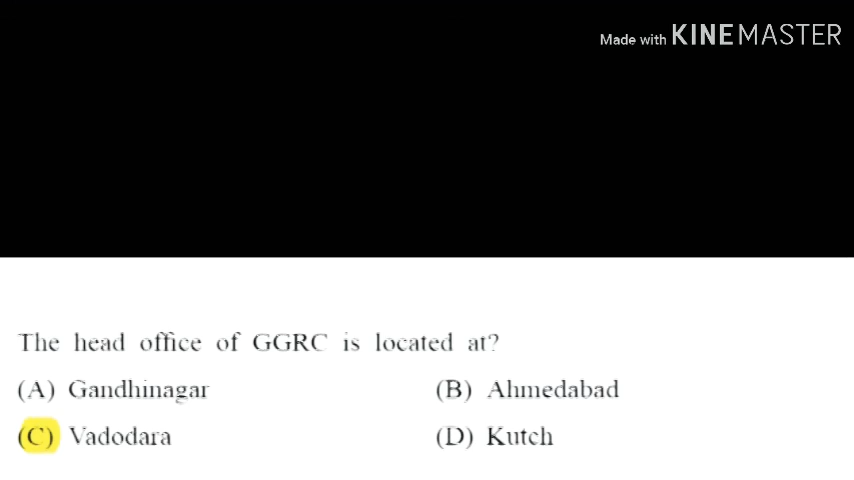 Made with KINEMASTER
The head office of GGRC is located at?
(A) Gandhinagar (B) Ahmedabad
(C) Vadodara (D) Kutch